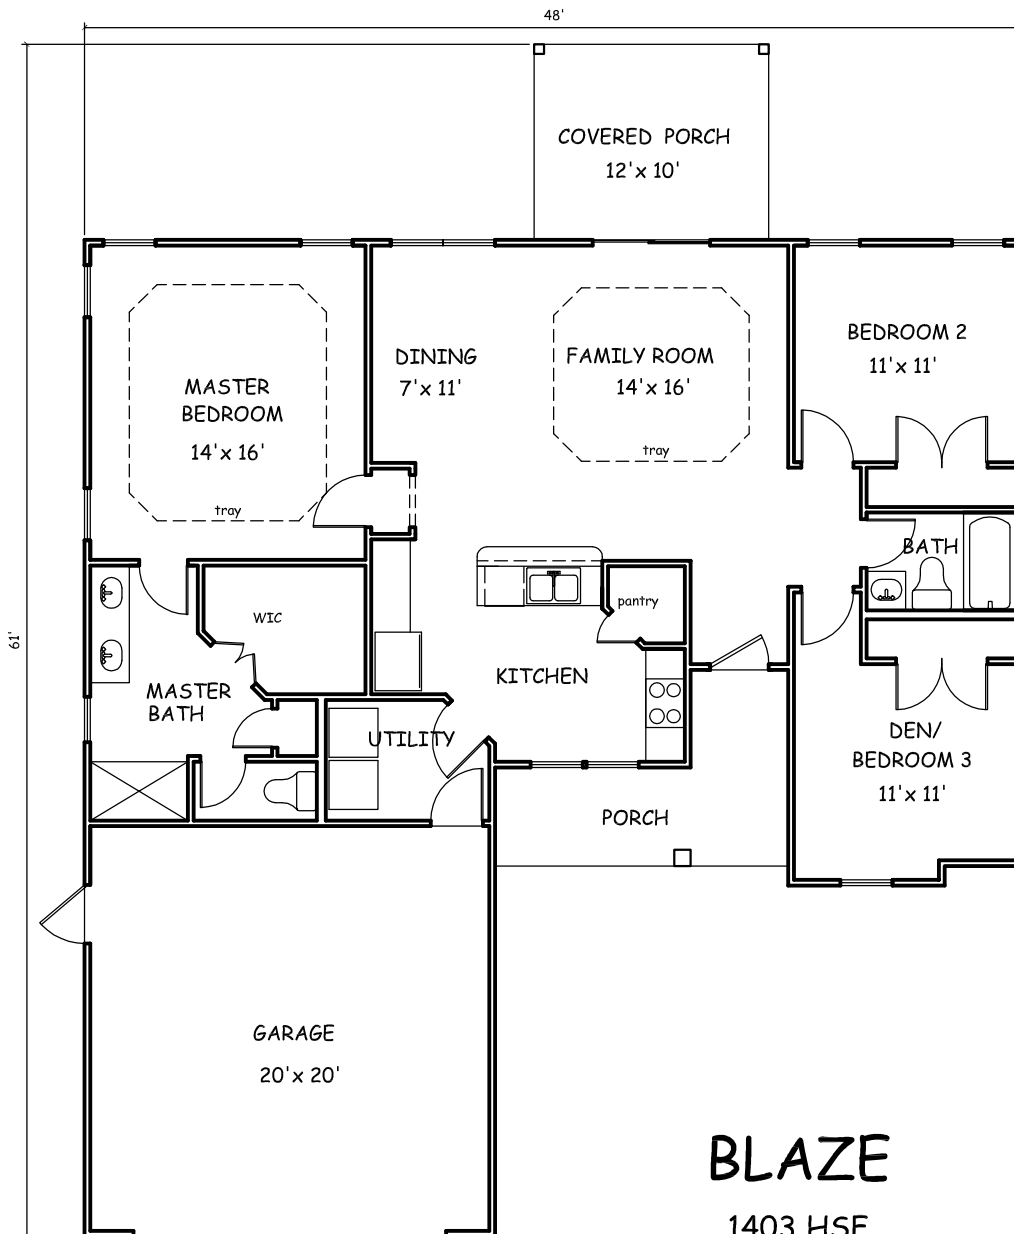 48'
COVERED PORCH
12'x 10'
BEDROOM 2
11'x 11'
DINING
7'x 11'
FAMILY ROOM
14'x 16'
tray
MASTER
BEDROOM
14'x 16'
tray
BATH
pantry
WIC
61'
KITCHEN
MASTER
BATH
UTILITY
DEN/
BEDROOM 3
11'x 11'
PORCH
GARAGE
20'x 20'
BLAZE
1403 HSF